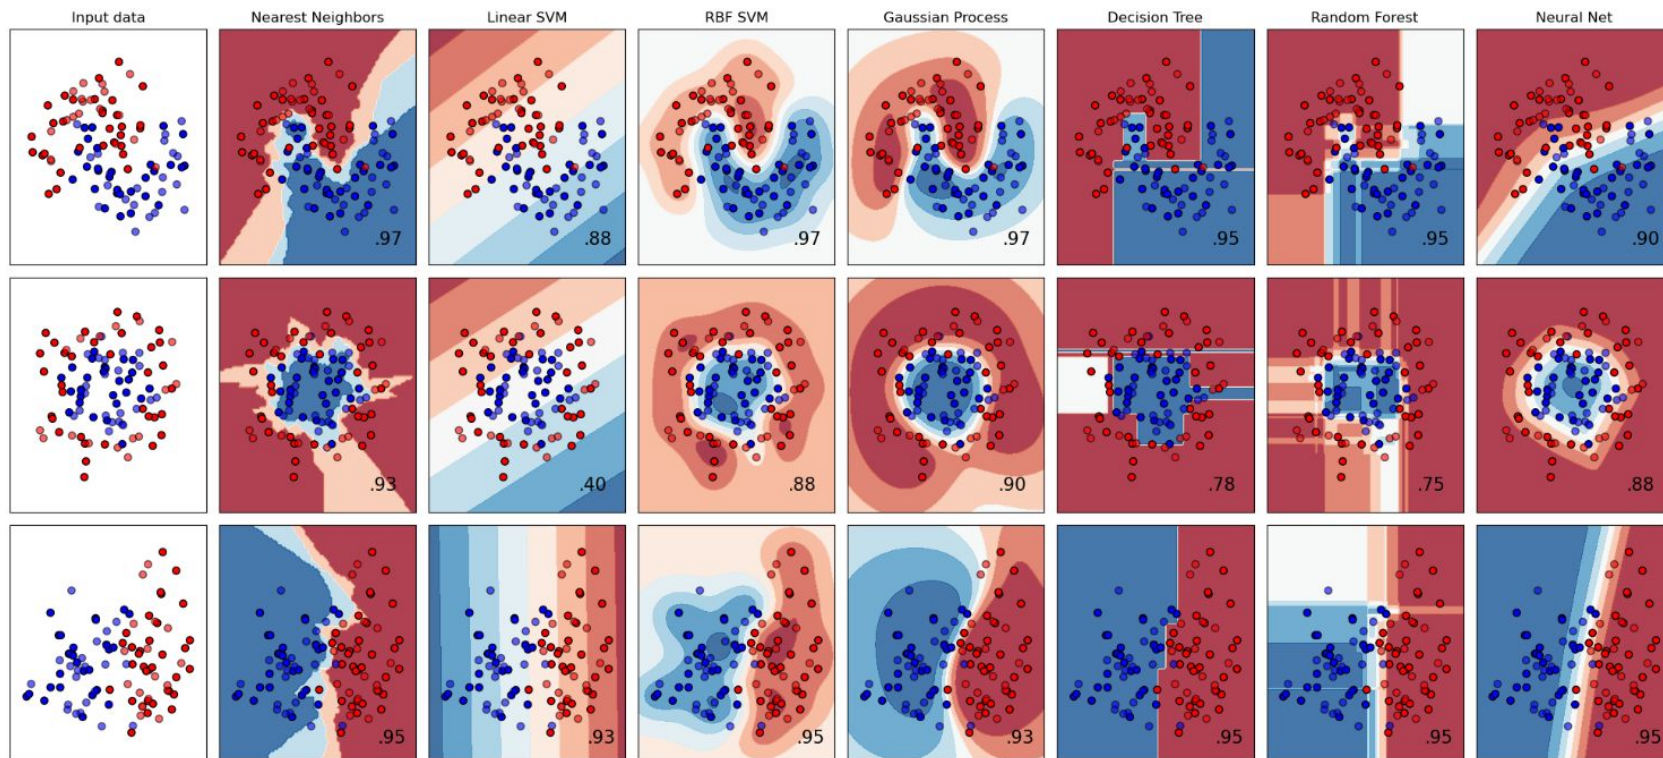 Input data Nearest Neighbors Linear SVM RBF SVM Gaussian Process Decision Tree Random Forest Neural Net
.97 .88 .97 .97 .95 .95 .90
.93 .40 .88 .90 .78 .75 .88
.95 .93 .95 .93 .95 .95 .95